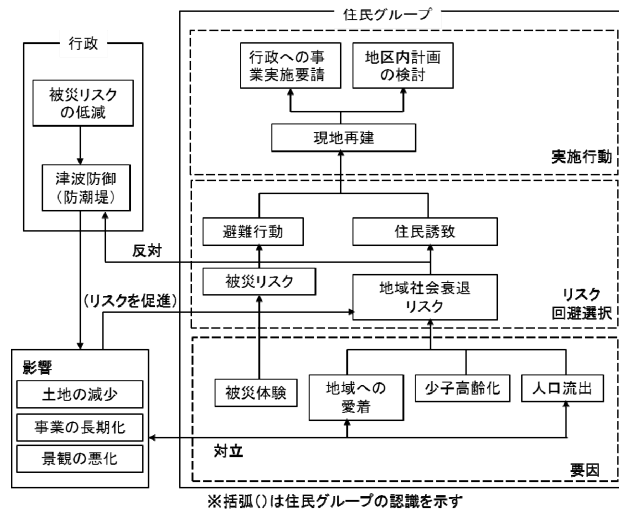 住民グループ
行政
被災リスク
の低減
津波防御
(防潮堤)
行政への事
業実施要請
地区内計画
の検討
現地再建
実施行動
避難行動
住民誘致
反対
被災リスク
(リスクを促進)
地域社会衰退
リスク
リスク
回避選択
影響
土地の減少
事業の長期化
景観の悪化
被災体験
地域への
愛着
少子高齢化
人口流出
対立
要因
※括弧()は住民グループの認識を示す